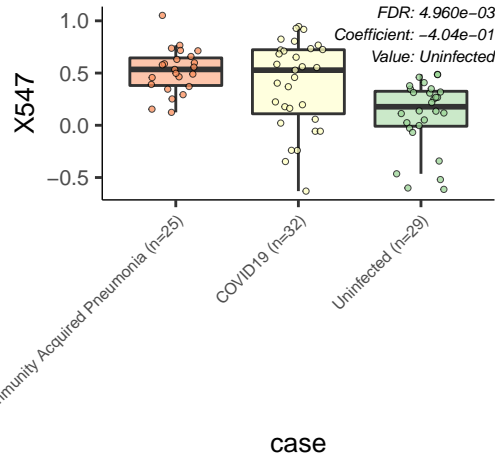 FDR: 4.960e−03
Coefficient: −4.04e−01
Value: Uninfected
X547
1.0
0.5
0.0
−0.5
Acquired Pneumonia (n=25)
COVID19 (n=32)
Uninfected (n=29)
case